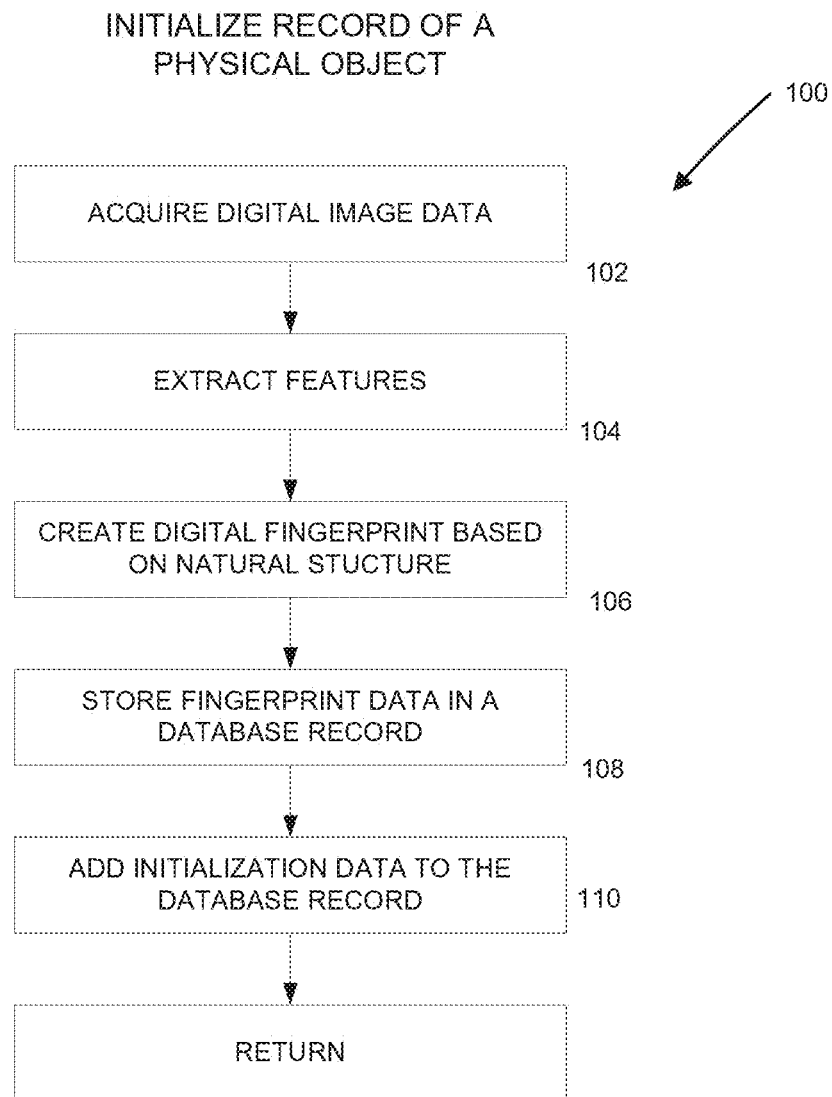 INITIALIZE RECORD OF A
PHYSICAL OBJECT
100
ACQUIRE DIGITAL IMAGE DATA
102
EXTRACT FEATURES
104
CREATE DIGITAL FINGERPRINT BASED
ON NATURAL STUCTURE
106
STORE FINGERPRINT DATA IN A
DATABASE RECORD
108
ADD INITIALIZATION DATA TO THE
DATABASE RECORD
110
RETURN